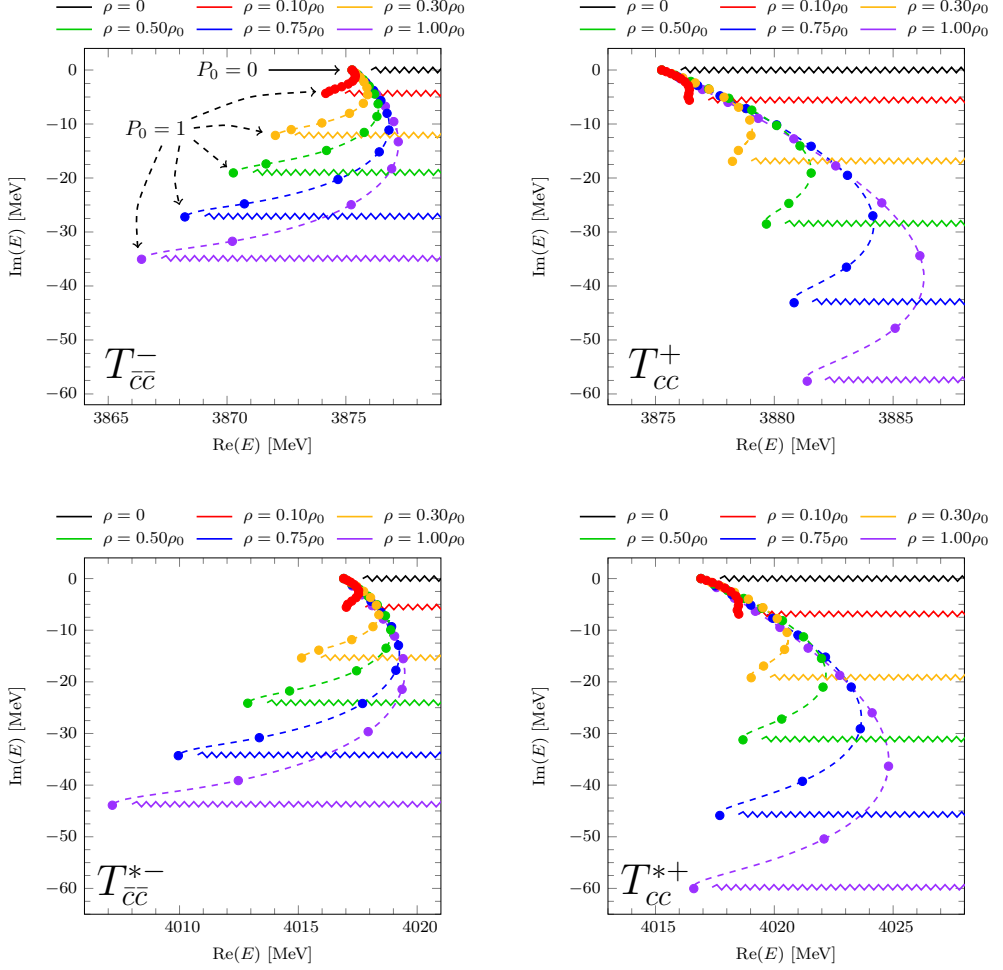 ρ = 0 ρ = 0.10ρ₀ ρ = 0.30ρ₀
ρ = 0.50ρ₀ ρ = 0.75ρ₀ ρ = 1.00ρ₀
0
−10
−20
−30
−40
−50
−60
Im(E) [MeV]
P₀ = 0
P₀ = 1
T⁻c̄c̄
3865 3870 3875
Re(E) [MeV]
ρ = 0 ρ = 0.10ρ₀ ρ = 0.30ρ₀
ρ = 0.50ρ₀ ρ = 0.75ρ₀ ρ = 1.00ρ₀
0
−10
−20
−30
−40
−50
−60
Im(E) [MeV]
T⁺cc
3875 3880 3885
Re(E) [MeV]
ρ = 0 ρ = 0.10ρ₀ ρ = 0.30ρ₀
ρ = 0.50ρ₀ ρ = 0.75ρ₀ ρ = 1.00ρ₀
0
−10
−20
−30
−40
−50
−60
Im(E) [MeV]
T*⁻c̄c̄
4010 4015 4020
Re(E) [MeV]
ρ = 0 ρ = 0.10ρ₀ ρ = 0.30ρ₀
ρ = 0.50ρ₀ ρ = 0.75ρ₀ ρ = 1.00ρ₀
0
−10
−20
−30
−40
−50
−60
Im(E) [MeV]
T*⁺cc
4015 4020 4025
Re(E) [MeV]